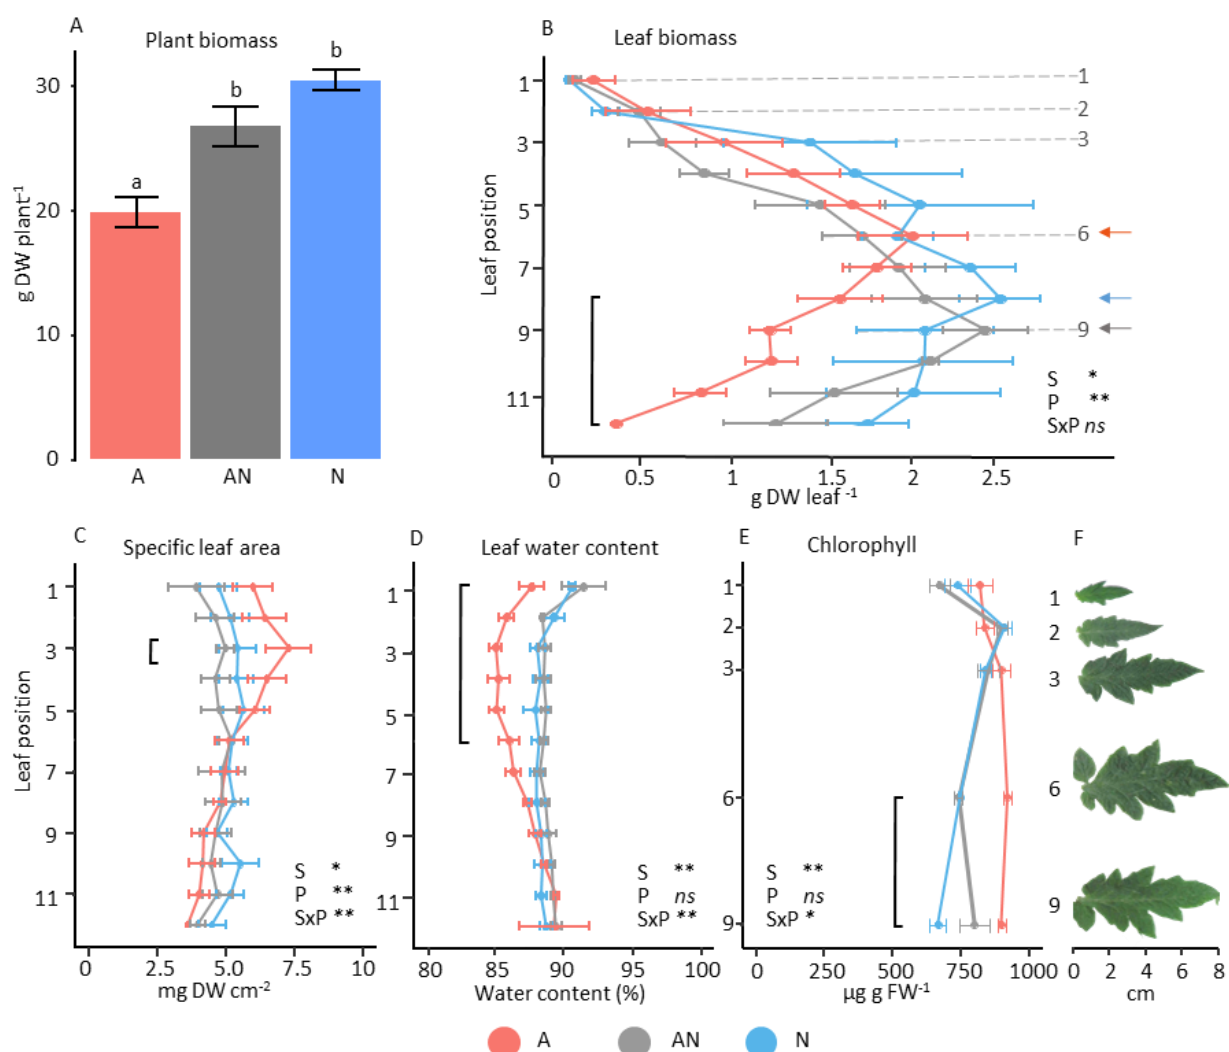 A
Plant biomass
g DW plant⁻¹
30
20
10
0
a
b
b
A
AN
N
B
Leaf biomass
Leaf position
1
3
5
7
9
11
1
2
3
6
9
S *
P **
SxP ns
0
0.5
1
1.5
2
2.5
g DW leaf ⁻¹
C
Specific leaf area
Leaf position
1
3
5
7
9
11
S *
P **
SxP **
0
2.5
5.0
7.5
10
mg DW cm⁻²
D
Leaf water content
1
3
5
7
9
11
S **
P ns
SxP **
80
85
90
95
100
Water content (%)
E
Chlorophyll
1
2
3
6
9
S **
P ns
SxP *
0
250
500
750
1000
µg g FW⁻¹
F
1
2
3
6
9
0 2 4 6 8
cm
A
AN
N